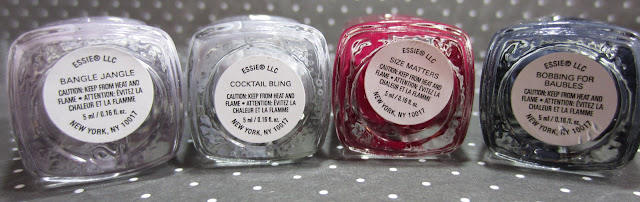 ESSIE® LLC
BANGLE JANGLE
CAUTION: KEEP FROM HEAT AND
FLAME • ATTENTION: ÉVITEZ LA
CHALEUR ET LA FLAMME
5 ml / 0.16 fl. oz.
NEW YORK, NY 10017
ESSIE® LLC
COCKTAIL BLING
CAUTION: KEEP FROM HEAT AND
FLAME • ATTENTION: ÉVITEZ LA
CHALEUR ET LA FLAMME
5 ml / 0.16 fl. oz.
NEW YORK, NY 10017
ESSIE® LLC
SIZE MATTERS
CAUTION: KEEP FROM HEAT AND
FLAME • ATTENTION: ÉVITEZ LA
CHALEUR ET LA FLAMME
5 ml / 0.16 fl. oz.
NEW YORK, NY 10017
ESSIE® LLC
BOBBING FOR
BAUBLES
CAUTION: KEEP FROM HEAT AND
FLAME • ATTENTION: ÉVITEZ LA
CHALEUR ET LA FLAMME
5 ml / 0.16 fl. oz.
NEW YORK, NY 10017